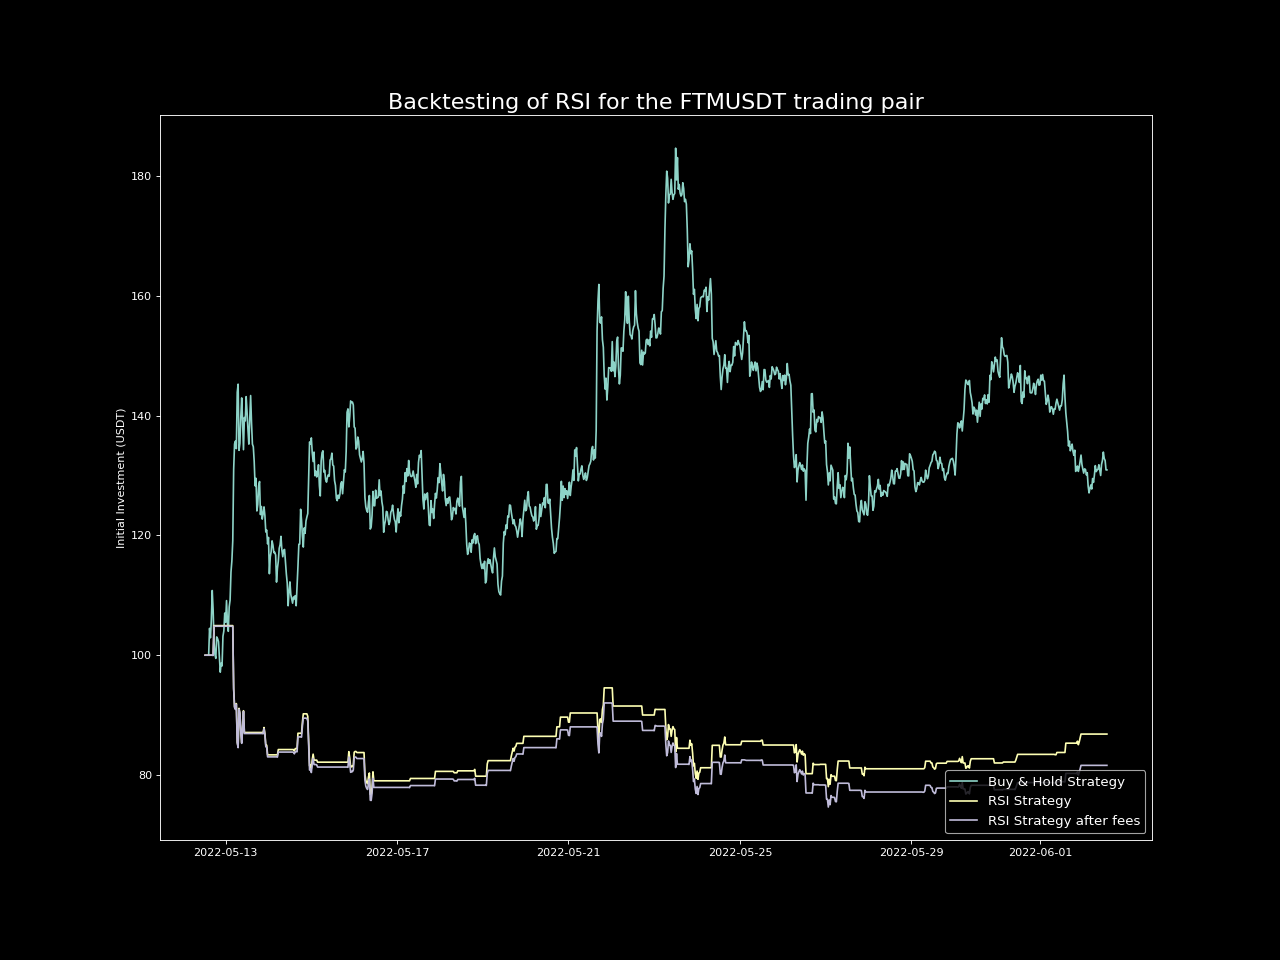 Backtesting of RSI for the FTMUSDT trading pair
Initial Investment (USDT)
180
160
140
120
100
80
2022-05-13
2022-05-17
2022-05-21
2022-05-25
2022-05-29
2022-06-01
Buy & Hold Strategy
RSI Strategy
RSI Strategy after fees